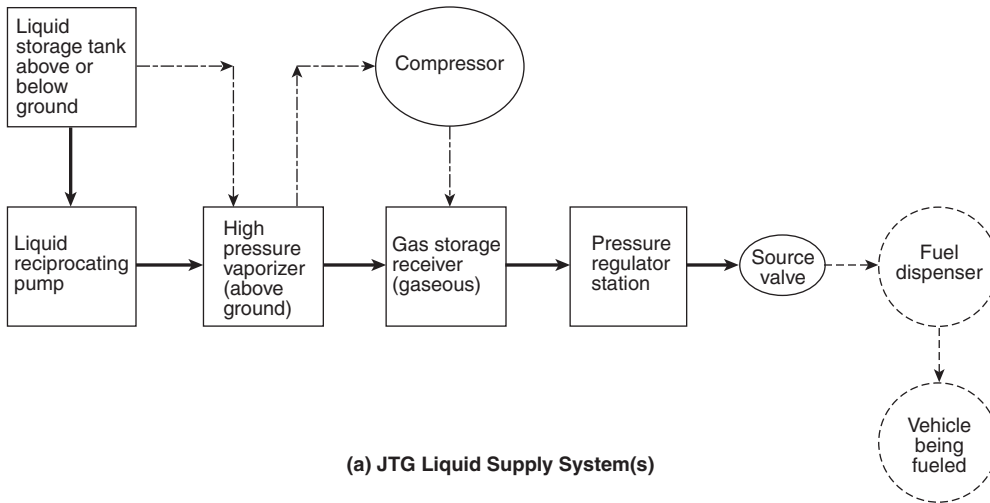 Liquid
storage tank
above or
below
ground
Compressor
Liquid
reciprocating
pump
High
pressure
vaporizer
(above
ground)
Gas storage
receiver
(gaseous)
Pressure
regulator
station
Source
valve
Fuel
dispenser
Vehicle
being
fueled
(a) JTG Liquid Supply System(s)